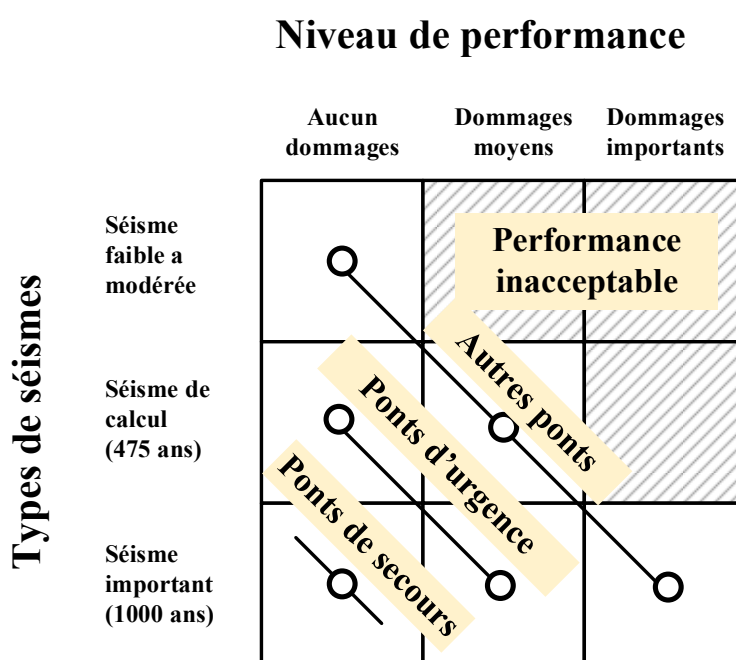 Niveau de performance
Aucun
dommages
Dommages
moyens
Dommages
importants
Types de séismes
Séisme
faible a
modérée
Performance
inacceptable
Autres ponts
Séisme de
calcul
(475 ans)
Ponts d'urgence
Ponts de secours
Séisme
important
(1000 ans)